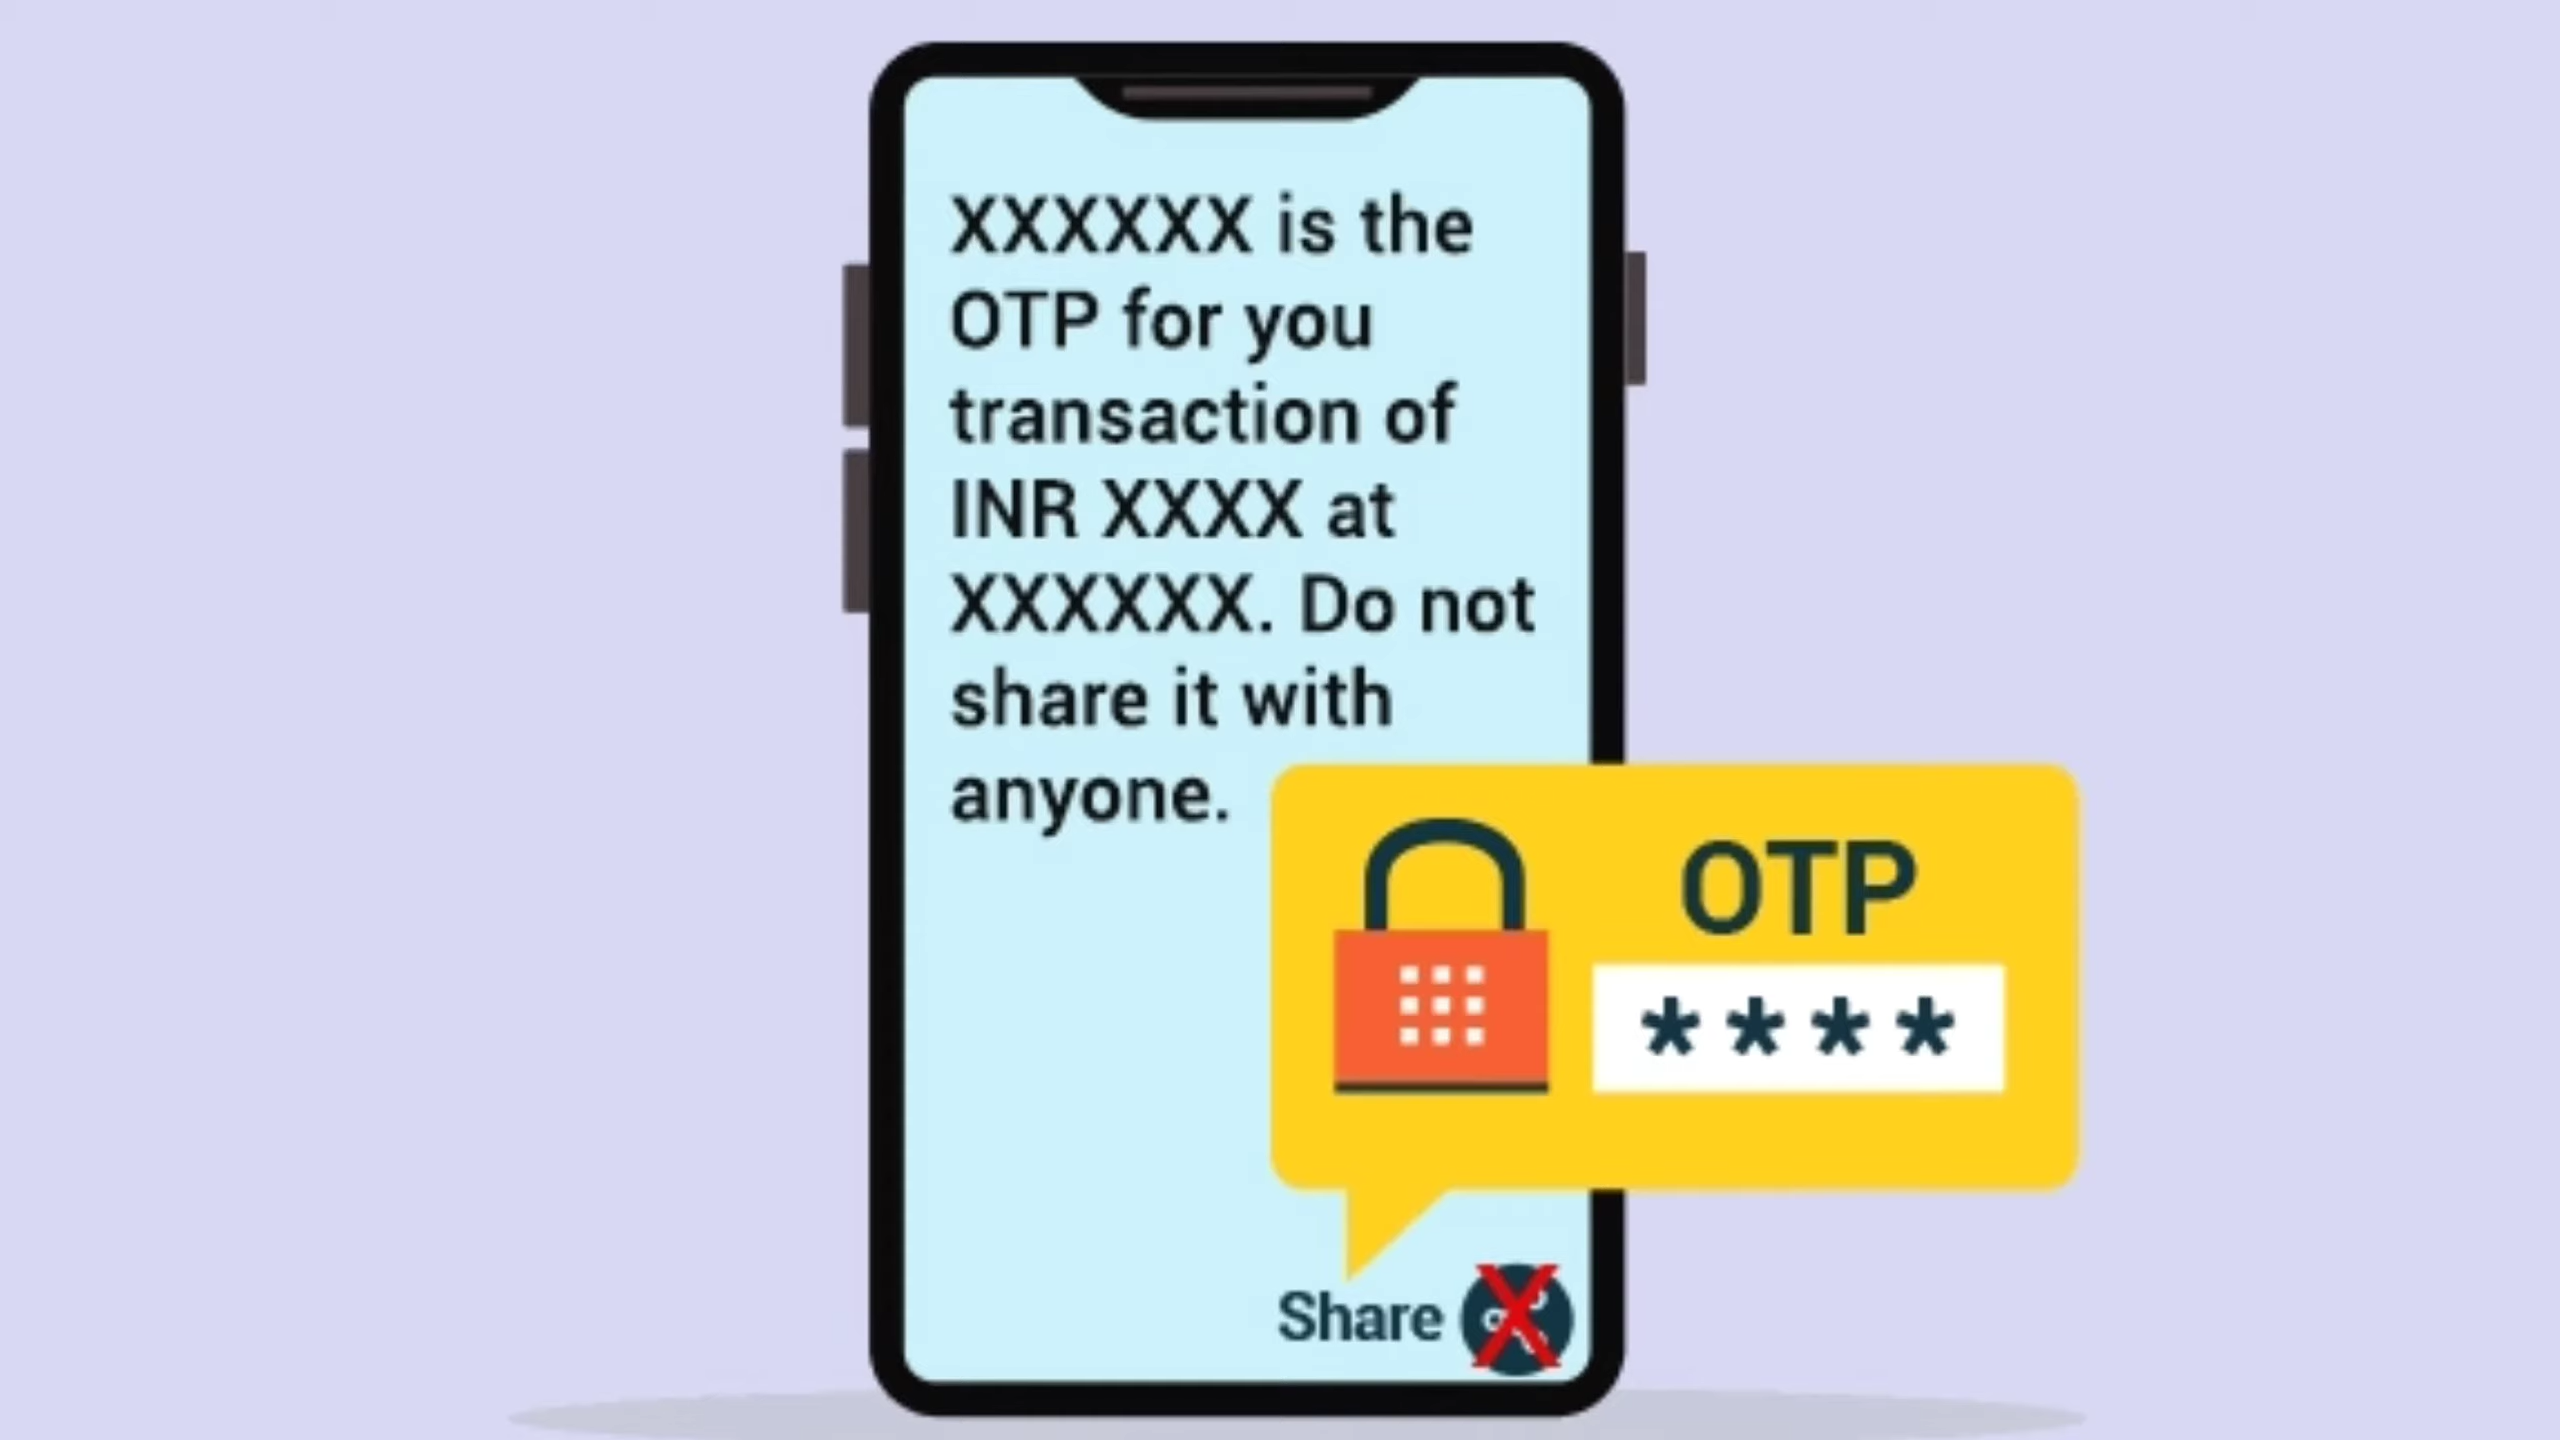 XXXXXX is the
OTP for you
transaction of
INR XXXX at
XXXXXX. Do not
share it with
anyone.
OTP
****
Share